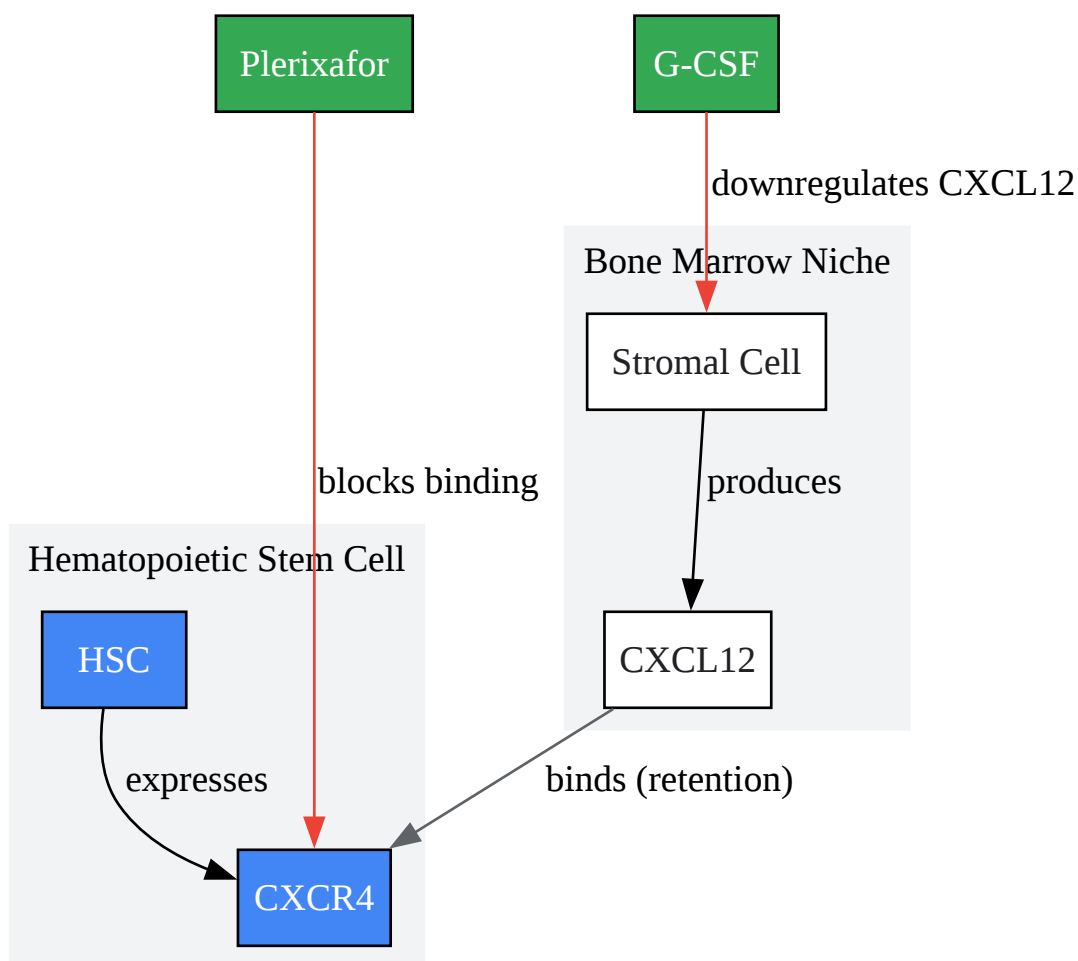 Plerixafor
G-CSF
downregulates CXCL12
Bone Marrow Niche
Stromal Cell
blocks binding
produces
Hematopoietic Stem Cell
HSC
CXCL12
expresses
binds (retention)
CXCR4